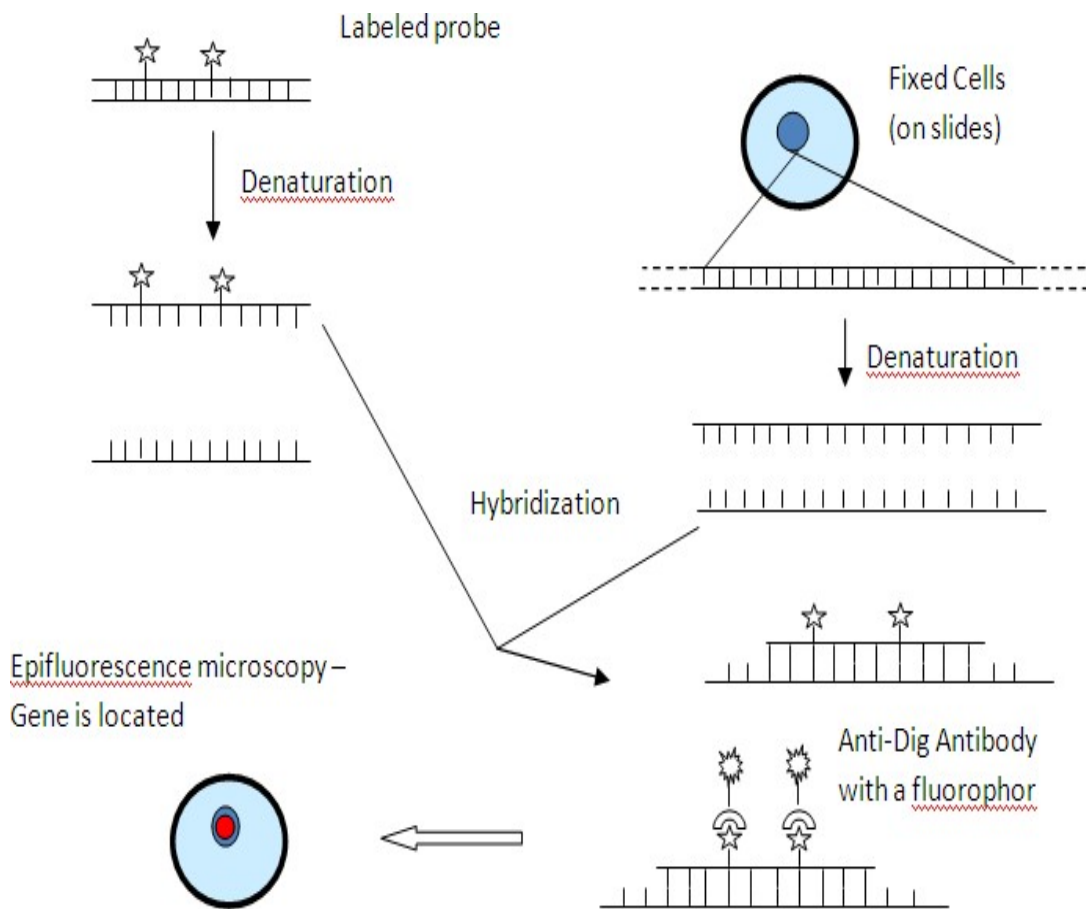 Labeled probe
Fixed Cells
(on slides)
Denaturation
Denaturation
Hybridization
Epifluorescence microscopy –
Gene is located
Anti-Dig Antibody
with a fluorophor